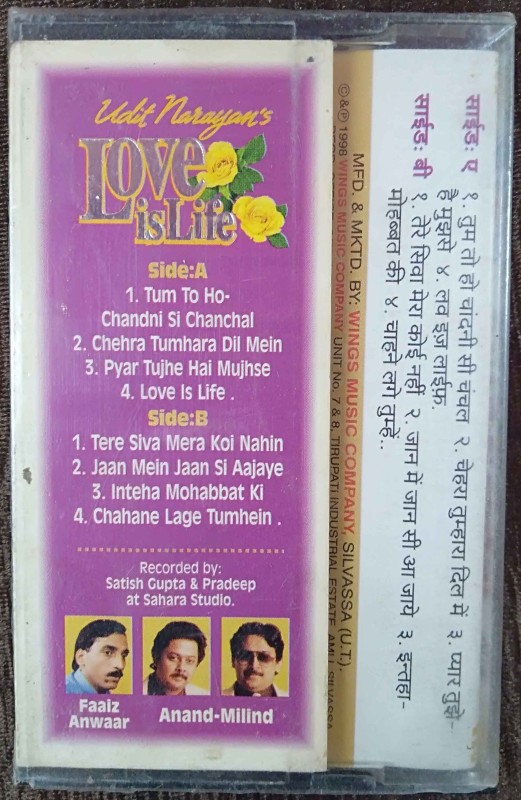 Udit Narayan's
Love
is Life
Side:A
1. Tum To Ho-
Chandni Si Chanchal
2. Chehra Tumhara Dil Mein
3. Pyar Tujhe Hai Mujhse
4. Love Is Life .
Side:B
1. Tere Siva Mera Koi Nahin
2. Jaan Mein Jaan Si Aajaye
3. Inteha Mohabbat Ki
4. Chahane Lage Tumhein .
Recorded by:
Satish Gupta & Pradeep
at Sahara Studio.
Faaiz
Anwaar
Anand-Milind
MFD. & MKTD. BY: WINGS MUSIC COMPANY, SILVASSA (U.T.).
©&℗ 1998 WINGS MUSIC COMPANY, UNIT No. 7 & 8, TIRUPATI INDUSTRIAL ESTATE, AMLI, SILVASSA
साईड: ए
१. तुम तो हो चांदनी सी चंचल २. चेहरा तुम्हारा दिल में ३. प्यार तुझे-
है मुझसे ४. लव इज़ लाईफ.
साईड: बी
१. तेरे सिवा मेरा कोई नहीं २. जान में जान सी आ जाये ३. इन्तहा-
मोहब्बत की ४. चाहने लगे तुम्हें..